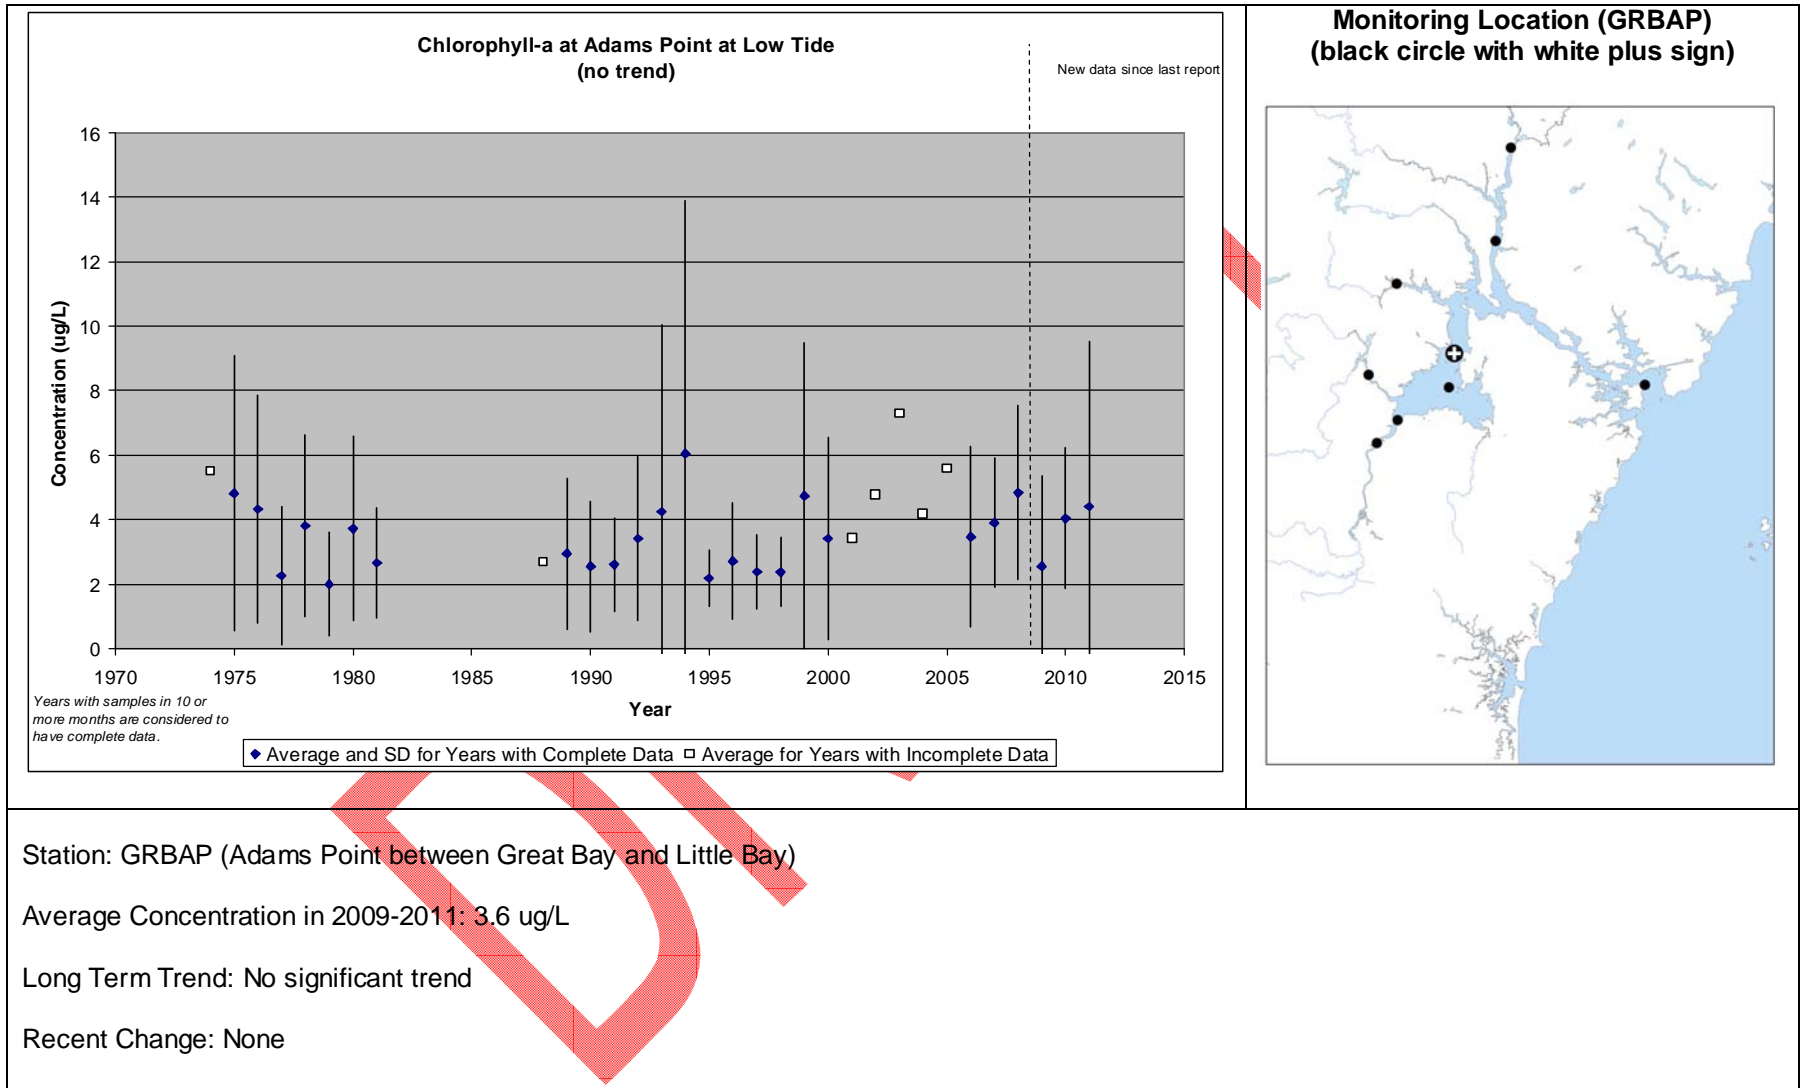 Chlorophyll-a at Adams Point at Low Tide
(no trend)
New data since last report
16
14
12
10
8
6
4
2
0
Concentration (ug/L)
1970 1975 1980 1985 1990 1995 2000 2005 2010 2015
Year
Years with samples in 10 or
more months are considered to
have complete data.
Average and SD for Years with Complete Data Average for Years with Incomplete Data
Monitoring Location (GRBAP)
(black circle with white plus sign)
Station: GRBAP (Adams Point between Great Bay and Little Bay)
Average Concentration in 2009-2011: 3.6 ug/L
Long Term Trend: No significant trend
Recent Change: None